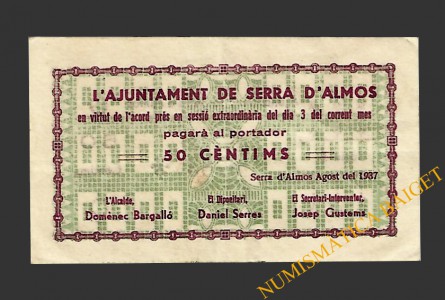 L'AJUNTAMENT DE SERRA D'ALMOS
en virtut de l'acord prés en sessió extraordinària del dia 3 del corrent mes
pagarà al portador
50 CÈNTIMS
Serra d'Almos Agost del 1937
L'Alcalde, El Dipositari, El Secretari-Interventor,
Domènec Bargalló Daniel Serres Josep Gustems
NUMISMATICA BAIGET